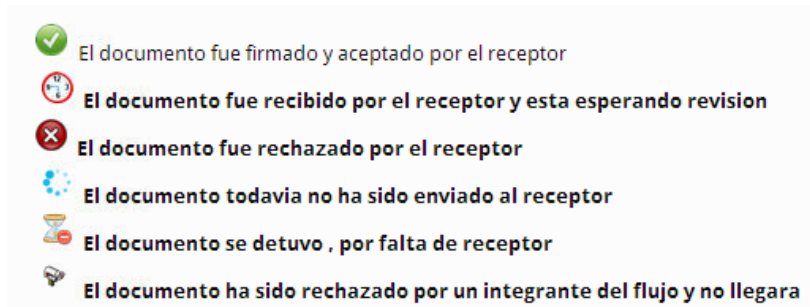 El documento fue firmado y aceptado por el receptor
El documento fue recibido por el receptor y esta esperando revision
El documento fue rechazado por el receptor
El documento todavia no ha sido enviado al receptor
El documento se detuvo , por falta de receptor
El documento ha sido rechazado por un integrante del flujo y no llegara